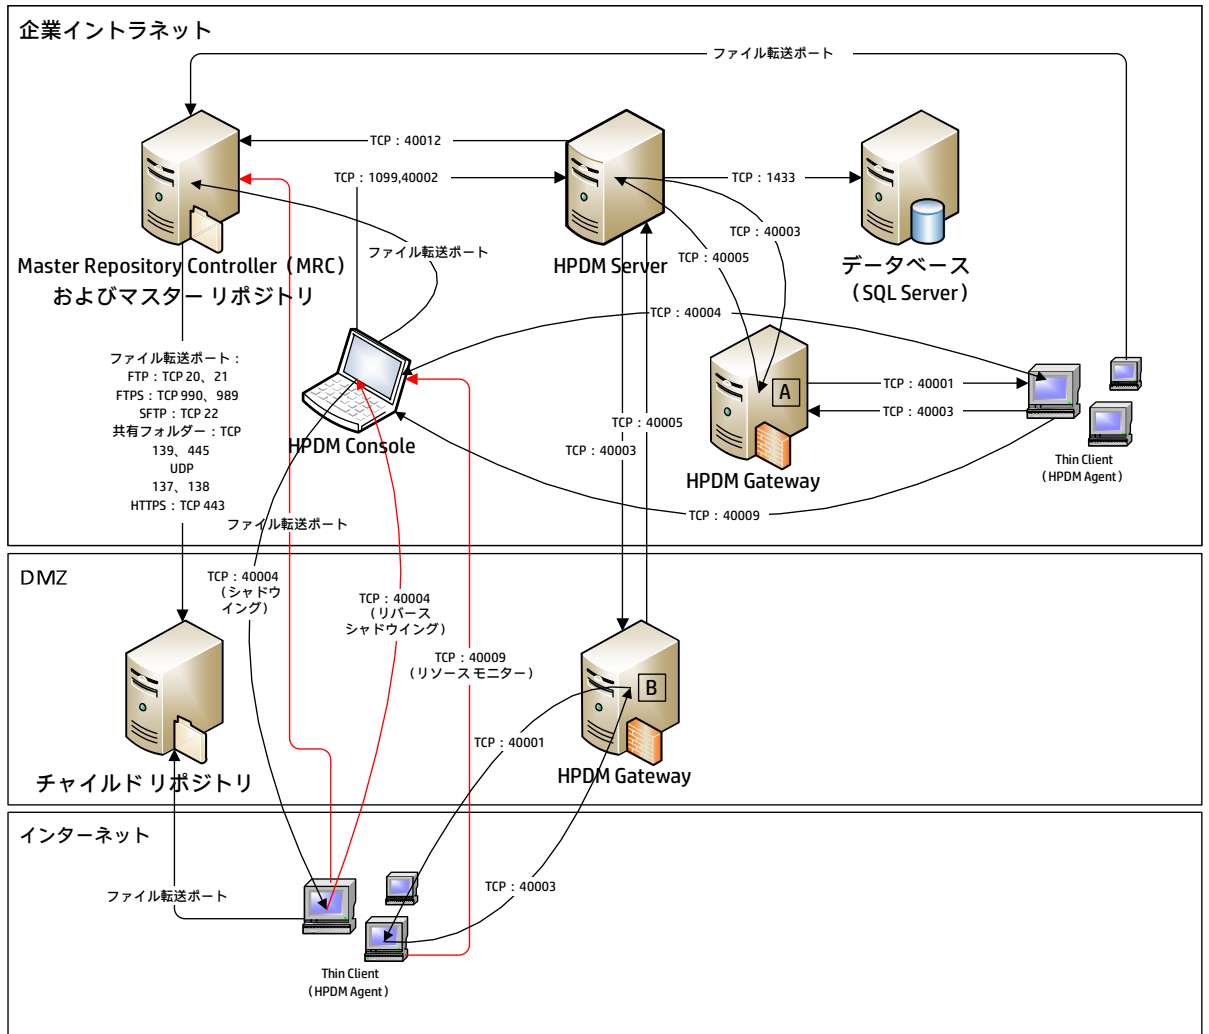 企業イントラネット
ファイル転送ポート
TCP：40012
TCP：1099,40002
TCP：1433
TCP：40003
TCP：40005
ファイル転送ポート
Master Repository Controller（MRC）
およびマスター リポジトリ
HPDM Server
データベース
（SQL Server）
TCP：40004
ファイル転送ポート：
FTP：TCP 20、21
FTPS：TCP 990、989
SFTP：TCP 22
共有フォルダー：TCP
139、445
UDP
137、138
HTTPS：TCP 443
A
TCP：40001
TCP：40003
HPDM Console
TCP：40005
TCP：40003
HPDM Gateway
Thin Client
（HPDM Agent）
TCP：40009
ファイル転送ポート
DMZ
TCP：40004
（シャドウ
イング）
TCP：40004
（リバース
シャドウイング）
TCP：40009
（リソース モニター）
B
TCP：40001
チャイルド リポジトリ
HPDM Gateway
インターネット
ファイル転送ポート
TCP：40003
Thin Client
（HPDM Agent）